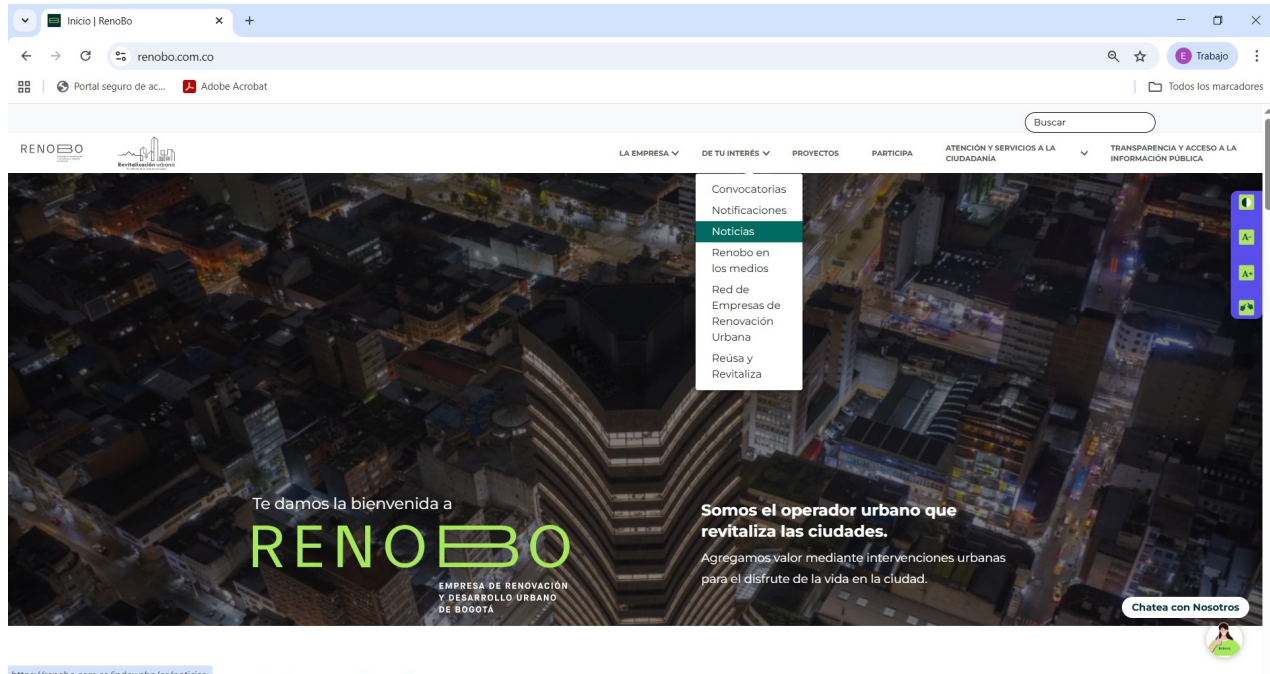 Inicio | RenoBo
renobo.com.co
Trabajo
Portal seguro de ac...
Adobe Acrobat
Todos los marcadores
Buscar
RENOBO
Revitalización urbana
LA EMPRESA
DE TU INTERÉS
PROYECTOS
PARTICIPA
ATENCIÓN Y SERVICIOS A LA
CIUDADANÍA
TRANSPARENCIA Y ACCESO A LA
INFORMACIÓN PÚBLICA
Convocatorias
Notificaciones
Noticias
Renobo en
los medios
Red de
Empresas de
Renovación
Urbana
Reúsa y
Revitaliza
A-
A+
Te damos la bienvenida a
RENOBO
EMPRESA DE RENOVACIÓN
Y DESARROLLO URBANO
DE BOGOTÁ
Somos el operador urbano que
revitaliza las ciudades.
Agregamos valor mediante intervenciones urbanas
para el disfrute de la vida en la ciudad.
Chatea con Nosotros